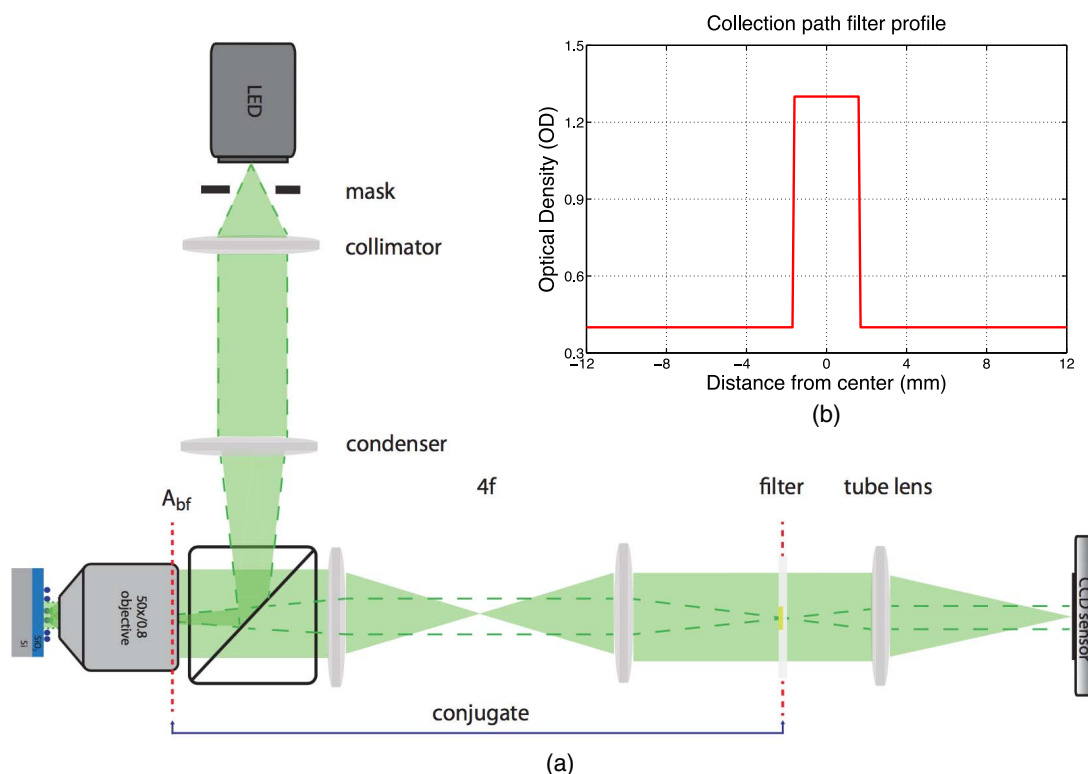 LED
mask
collimator
condenser
A_bf
4f
filter
tube lens
50x/0.8
objective
SiO₂
Si
CCD sensor
conjugate
(a)
Collection path filter profile
Optical Density (OD)
1.5
1.2
0.9
0.6
0.3
−12 −8 −4 0 4 8 12
Distance from center (mm)
(b)